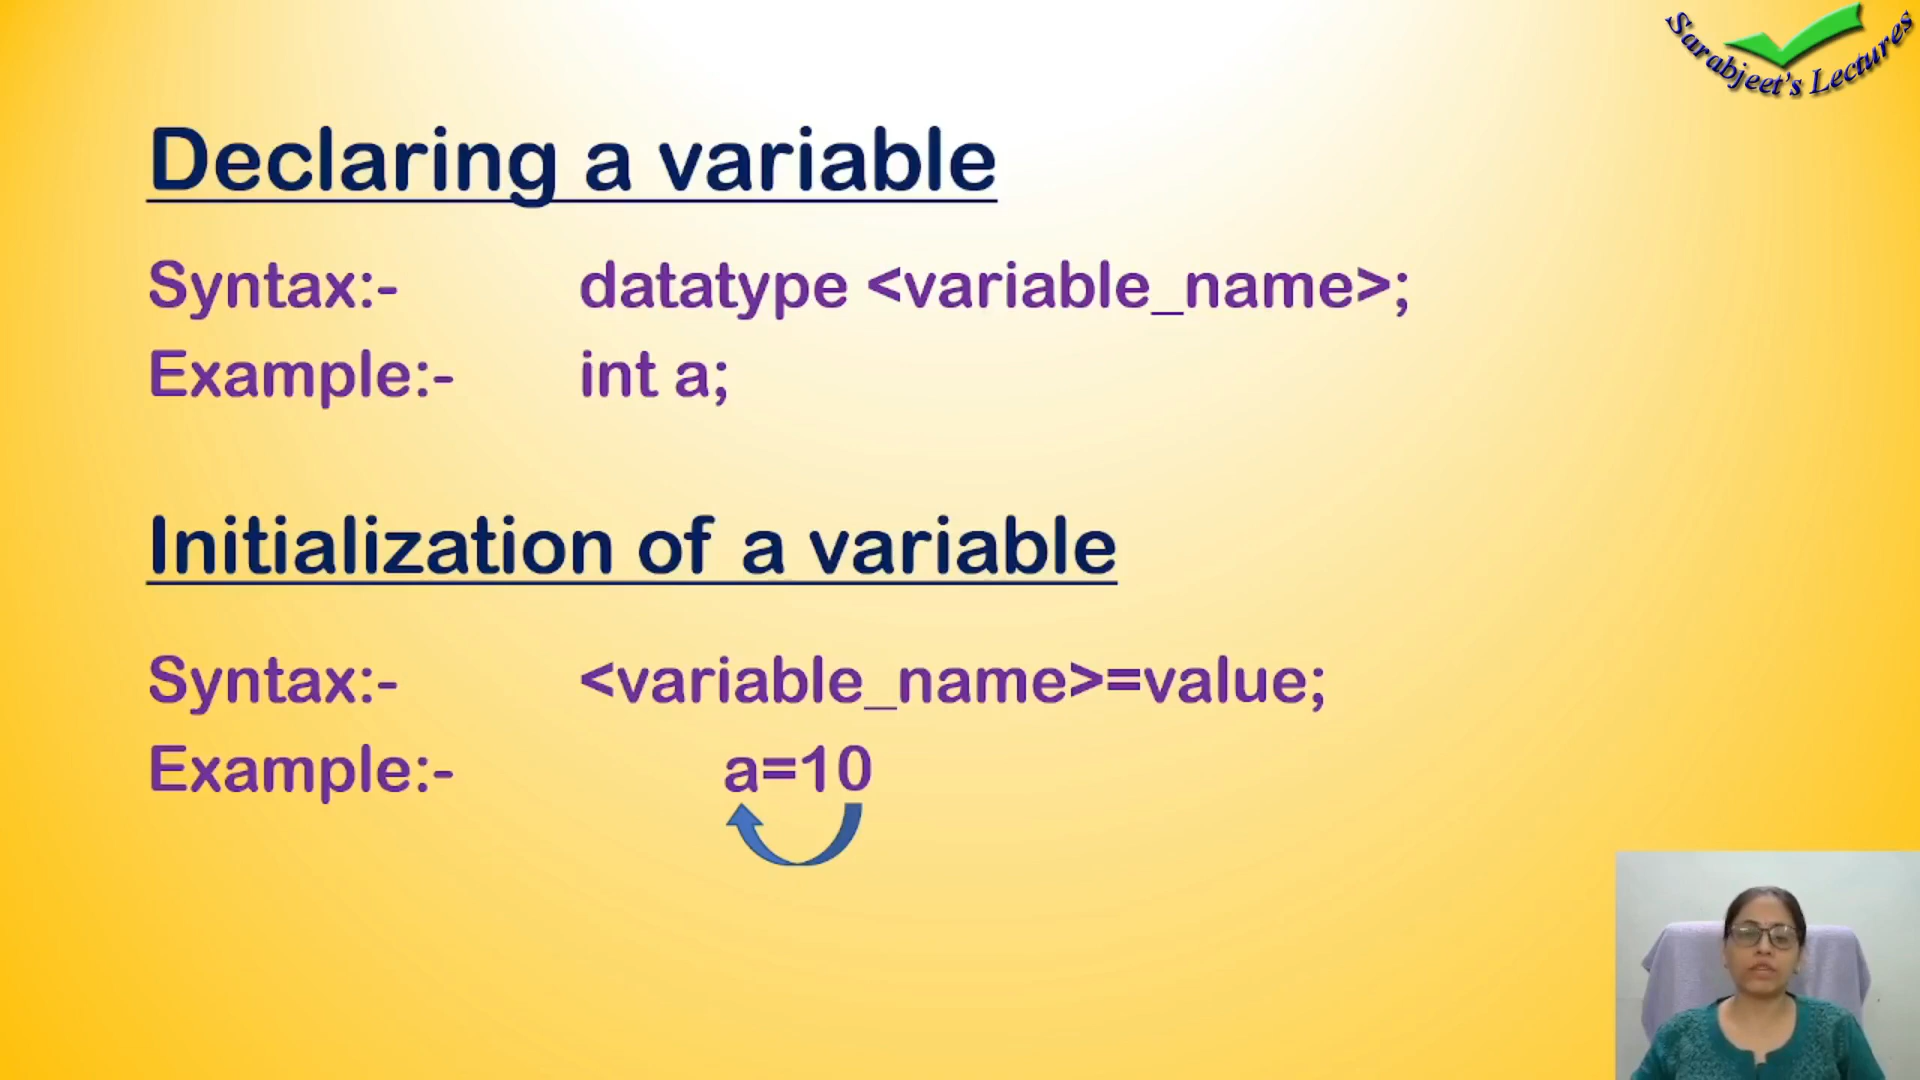 Sarabjeet's Lectures
Declaring a variable
Syntax:- datatype <variable_name>;
Example:- int a;
Initialization of a variable
Syntax:- <variable_name>=value;
Example:- a=10